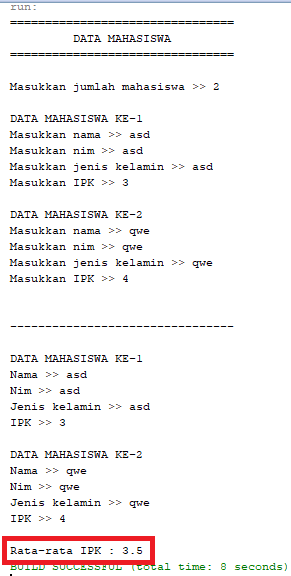 run:
================================
DATA MAHASISWA
================================
Masukkan jumlah mahasiswa >> 2
DATA MAHASISWA KE-1
Masukkan nama >> asd
Masukkan nim >> asd
Masukkan jenis kelamin >> asd
Masukkan IPK >> 3
DATA MAHASISWA KE-2
Masukkan nama >> qwe
Masukkan nim >> qwe
Masukkan jenis kelamin >> qwe
Masukkan IPK >> 4
--------------------------------
DATA MAHASISWA KE-1
Nama >> asd
Nim >> asd
Jenis kelamin >> asd
IPK >> 3
DATA MAHASISWA KE-2
Nama >> qwe
Nim >> qwe
Jenis kelamin >> qwe
IPK >> 4
Rata-rata IPK : 3.5
BUILD SUCCESSFUL (total time: 8 seconds)